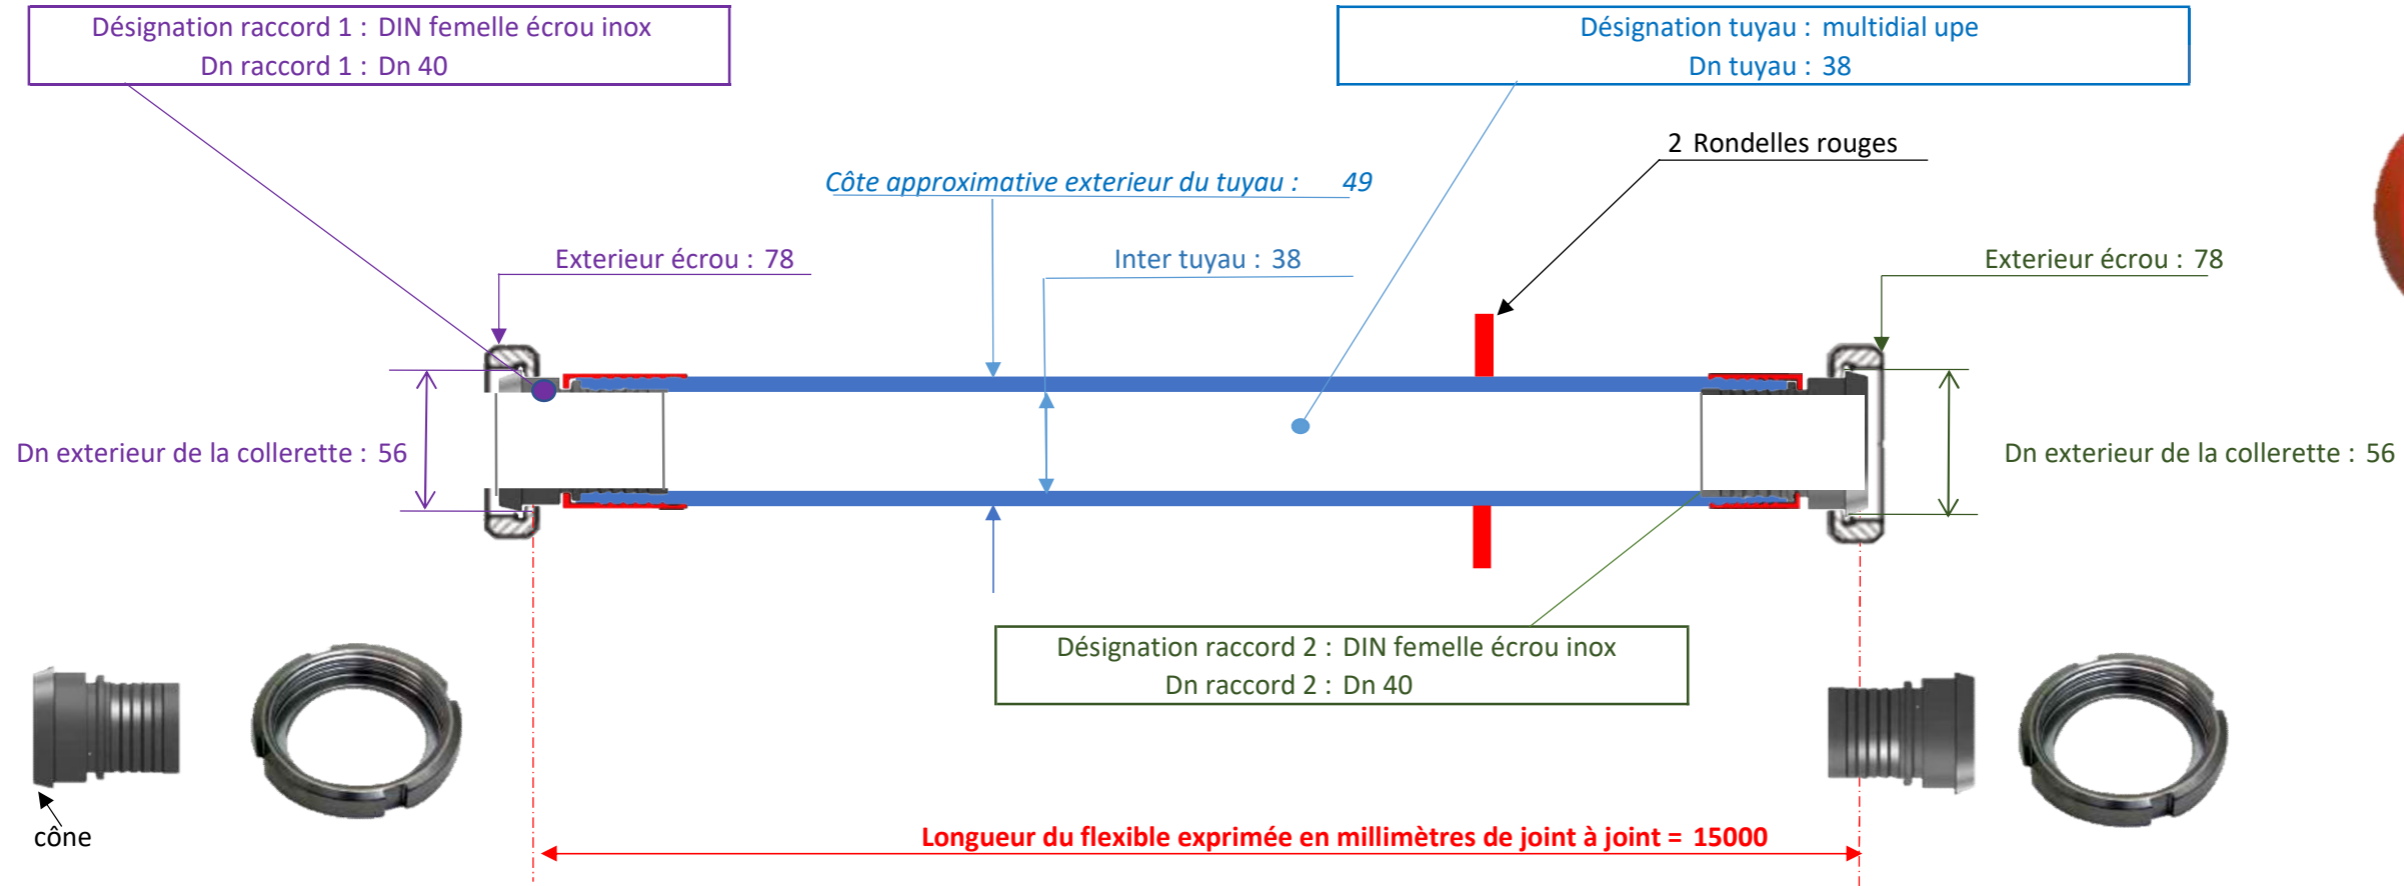 Désignation raccord 1 : DIN femelle écrou inox
Dn raccord 1 : Dn 40
Désignation tuyau : multidial upe
Dn tuyau : 38
2 Rondelles rouges
Côte approximative exterieur du tuyau : 49
Exterieur écrou : 78
Inter tuyau : 38
Exterieur écrou : 78
Dn exterieur de la collerette : 56
Dn exterieur de la collerette : 56
Désignation raccord 2 : DIN femelle écrou inox
Dn raccord 2 : Dn 40
cône
Longueur du flexible exprimée en millimètres de joint à joint = 15000